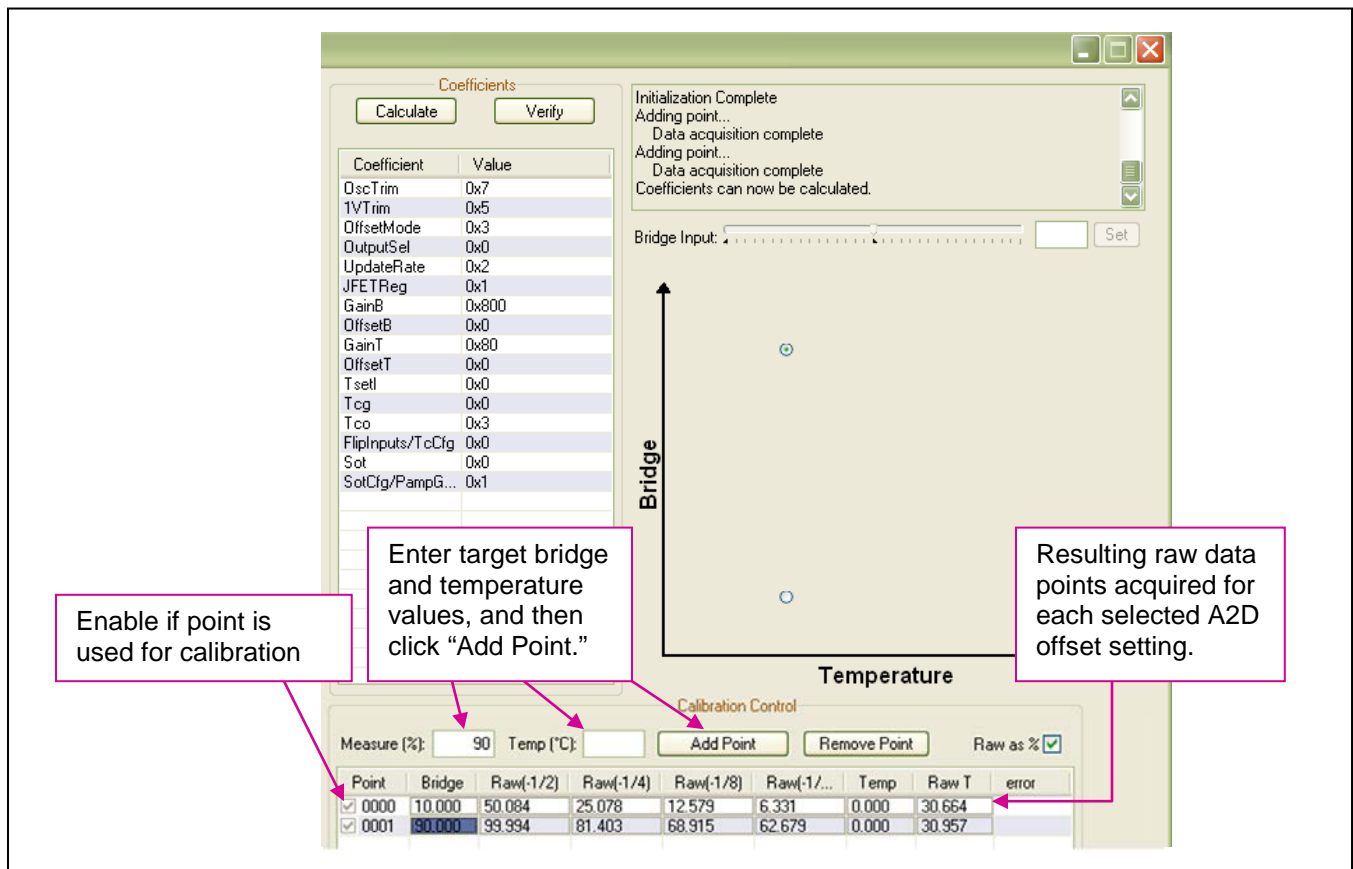 Coefficients
Calculate Verify
Coefficient Value
OscTrim 0x7
1VTrim 0x5
OffsetMode 0x3
OutputSel 0x0
UpdateRate 0x2
JFETReg 0x1
GainB 0x800
OffsetB 0x0
GainT 0x80
OffsetT 0x0
Tsetl 0x0
Tcg 0x0
Tco 0x3
FlipInputs/TcCfg 0x0
Sot 0x0
SotCfg/PampG... 0x1
Initialization Complete
Adding point...
Data acquisition complete
Adding point...
Data acquisition complete
Coefficients can now be calculated.
Bridge Input: Set
Bridge
Temperature
Enable if point is
used for calibration
Enter target bridge
and temperature
values, and then
click “Add Point.”
Resulting raw data
points acquired for
each selected A2D
offset setting.
Calibration Control
Measure (%): 90 Temp (°C): Add Point Remove Point Raw as %
Point Bridge Raw(-1/2) Raw(-1/4) Raw(-1/8) Raw(-1/... Temp Raw T error
0000 10.000 50.084 25.078 12.579 6.331 0.000 30.664
0001 90.000 99.994 81.403 68.915 62.679 0.000 30.957